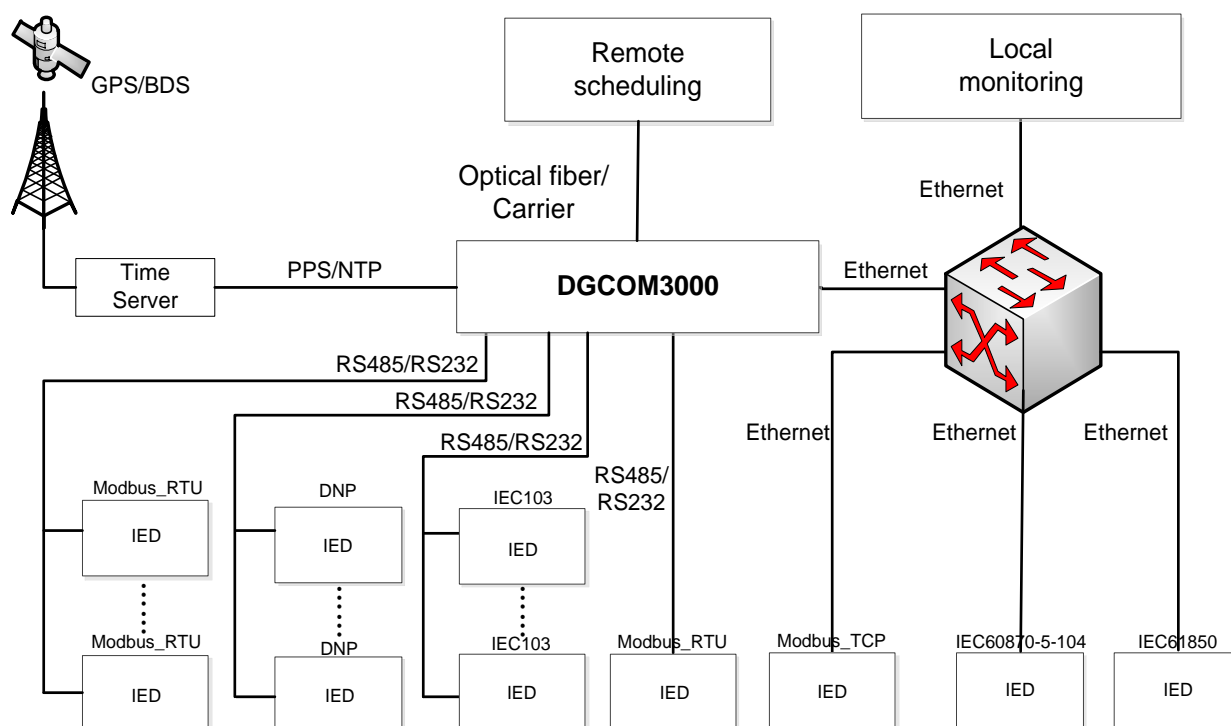 Remote
scheduling
Local
monitoring
GPS/BDS
Optical fiber/
Carrier
Ethernet
Time
Server
PPS/NTP
DGCOM3000
Ethernet
RS485/RS232
RS485/RS232
RS485/RS232
RS485/
RS232
Ethernet
Ethernet
Ethernet
Modbus_RTU
IED
DNP
IED
IEC103
IED
Modbus_RTU
IED
DNP
IED
IEC103
IED
Modbus_RTU
IED
Modbus_TCP
IED
IEC60870-5-104
IED
IEC61850
IED